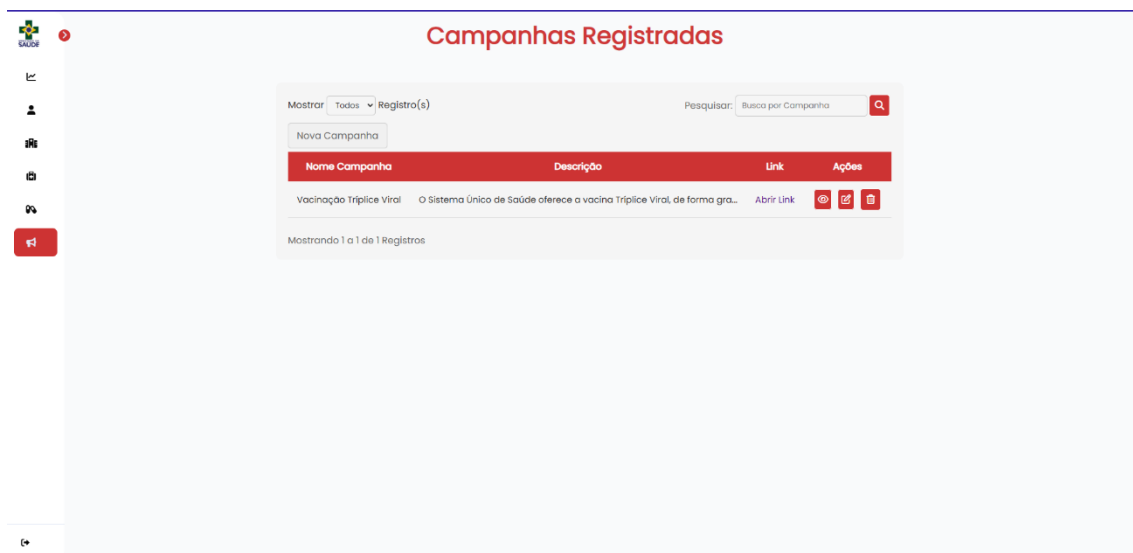 SAÚDE
Campanhas Registradas
Mostrar Todos Registro(s)
Pesquisar: Busca por Campanha
Nova Campanha
Nome Campanha Descrição Link Ações
Vacinação Tríplice Viral O Sistema Único de Saúde oferece a vacina Tríplice Viral, de forma gra... Abrir Link
Mostrando 1 a 1 de 1 Registros